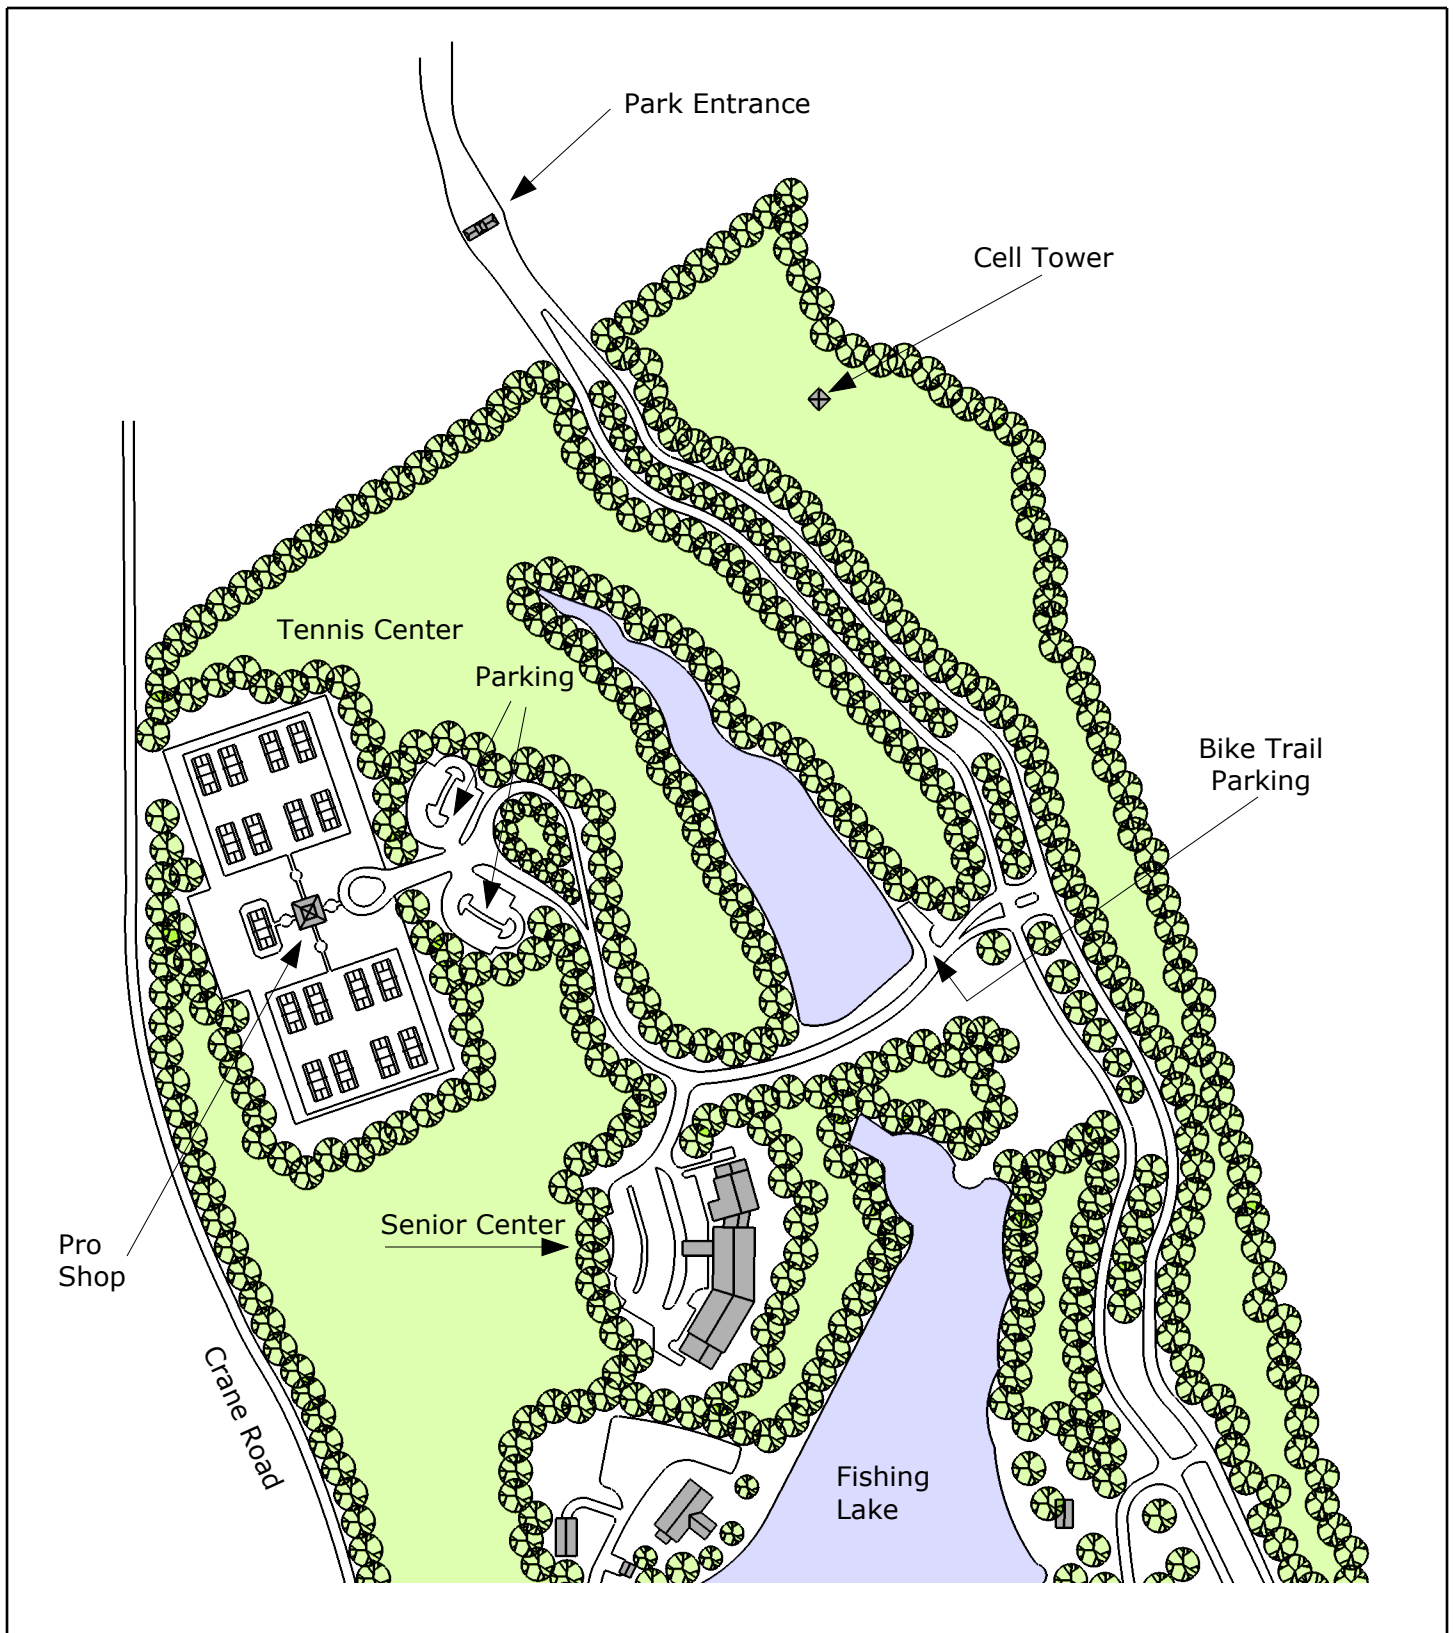 Park Entrance
Cell Tower
Tennis Center
Parking
Bike Trail
Parking
Senior Center
Pro
Shop
Crane Road
Fishing
Lake